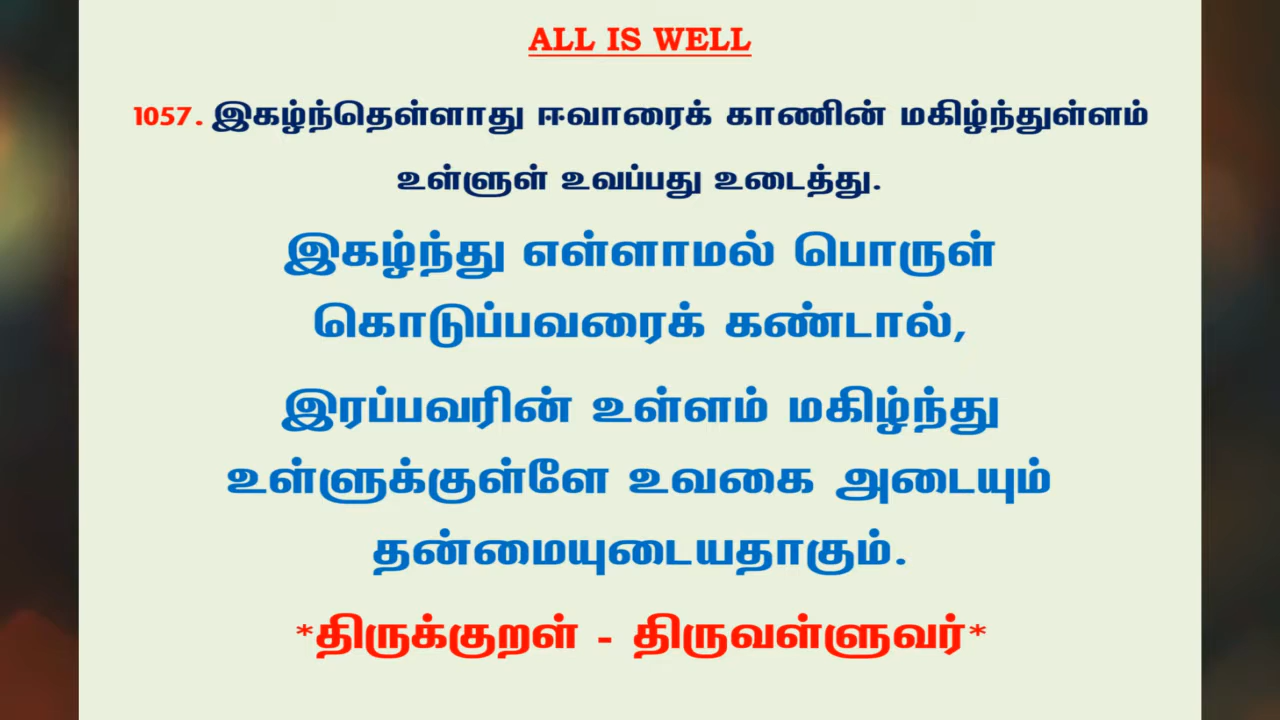 ALL IS WELL
1057. இகழ்ந்தெள்ளாது ஈவாரைக் காணின் மகிழ்ந்துள்ளம்
உள்ளுள் உவப்பது உடைத்து.
இகழ்ந்து எள்ளாமல் பொருள்
கொடுப்பவரைக் கண்டால்,
இரப்பவரின் உள்ளம் மகிழ்ந்து
உள்ளுக்குள்ளே உவகை அடையும்
தன்மையுடையதாகும்.
*திருக்குறள் - திருவள்ளுவர்*